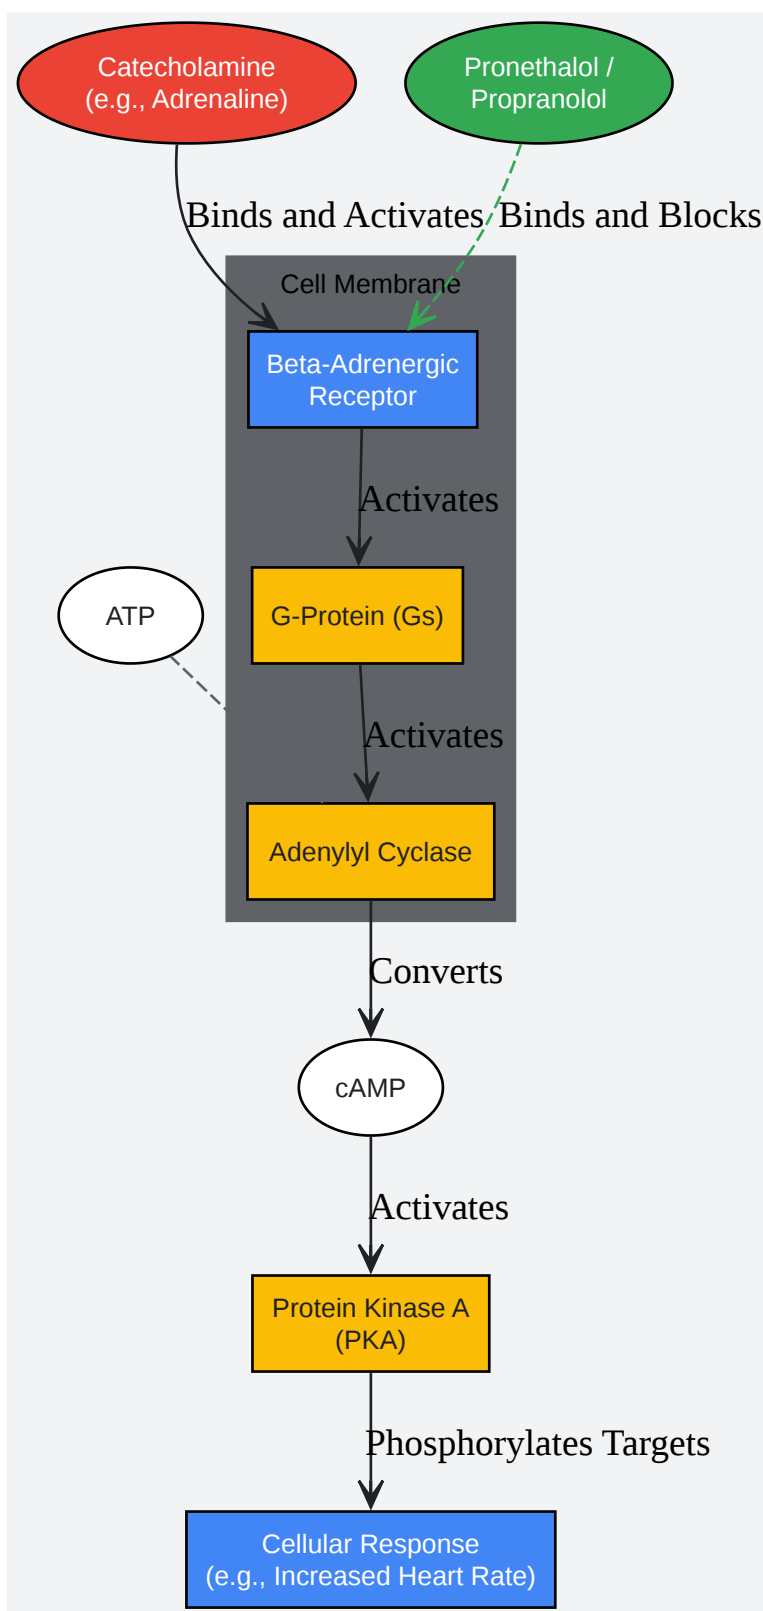 Catecholamine
(e.g., Adrenaline)
Pronethalol /
Propranolol
Binds and Activates
Binds and Blocks
Cell Membrane
Beta-Adrenergic
Receptor
Activates
ATP
G-Protein (Gs)
Activates
Adenylyl Cyclase
Converts
cAMP
Activates
Protein Kinase A
(PKA)
Phosphorylates Targets
Cellular Response
(e.g., Increased Heart Rate)